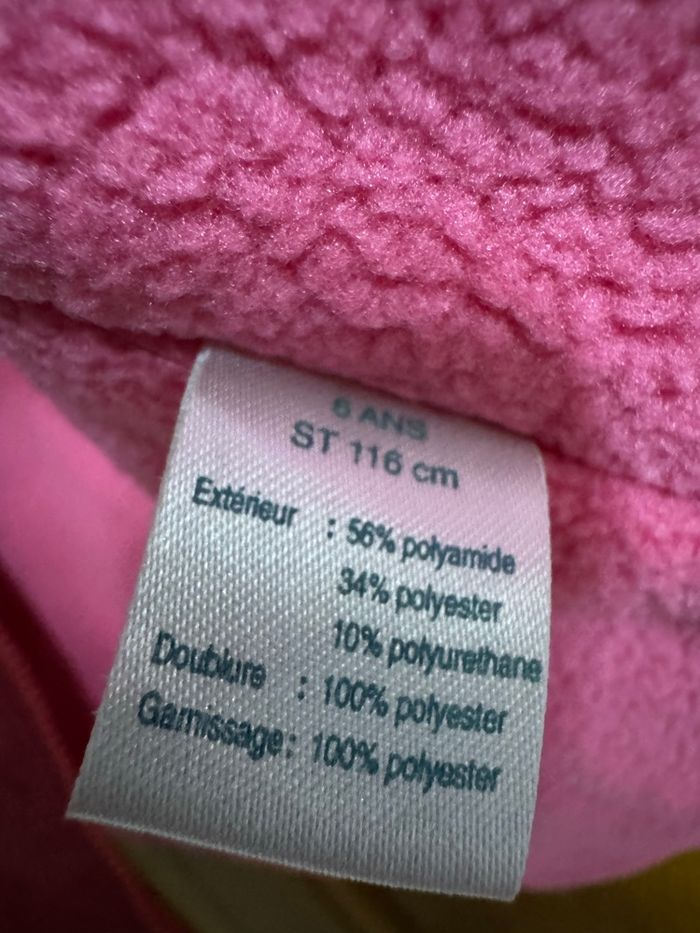 6 ANS
ST 116 cm
Extérieur : 56% polyamide
34% polyester
10% polyurethane
Doublure : 100% polyester
Garnissage: 100% polyester